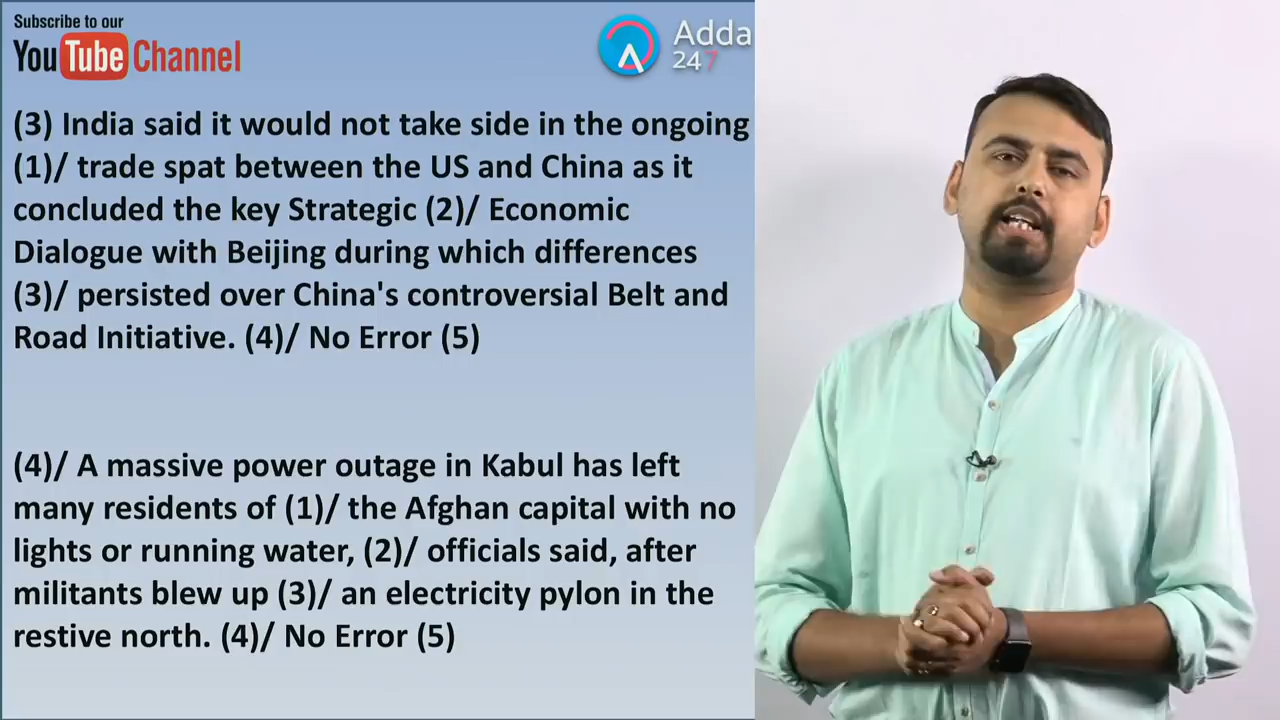 Subscribe to our
YouTube Channel
Adda
247
(3) India said it would not take side in the ongoing
(1)/ trade spat between the US and China as it
concluded the key Strategic (2)/ Economic
Dialogue with Beijing during which differences
(3)/ persisted over China's controversial Belt and
Road Initiative. (4)/ No Error (5)
(4)/ A massive power outage in Kabul has left
many residents of (1)/ the Afghan capital with no
lights or running water, (2)/ officials said, after
militants blew up (3)/ an electricity pylon in the
restive north. (4)/ No Error (5)